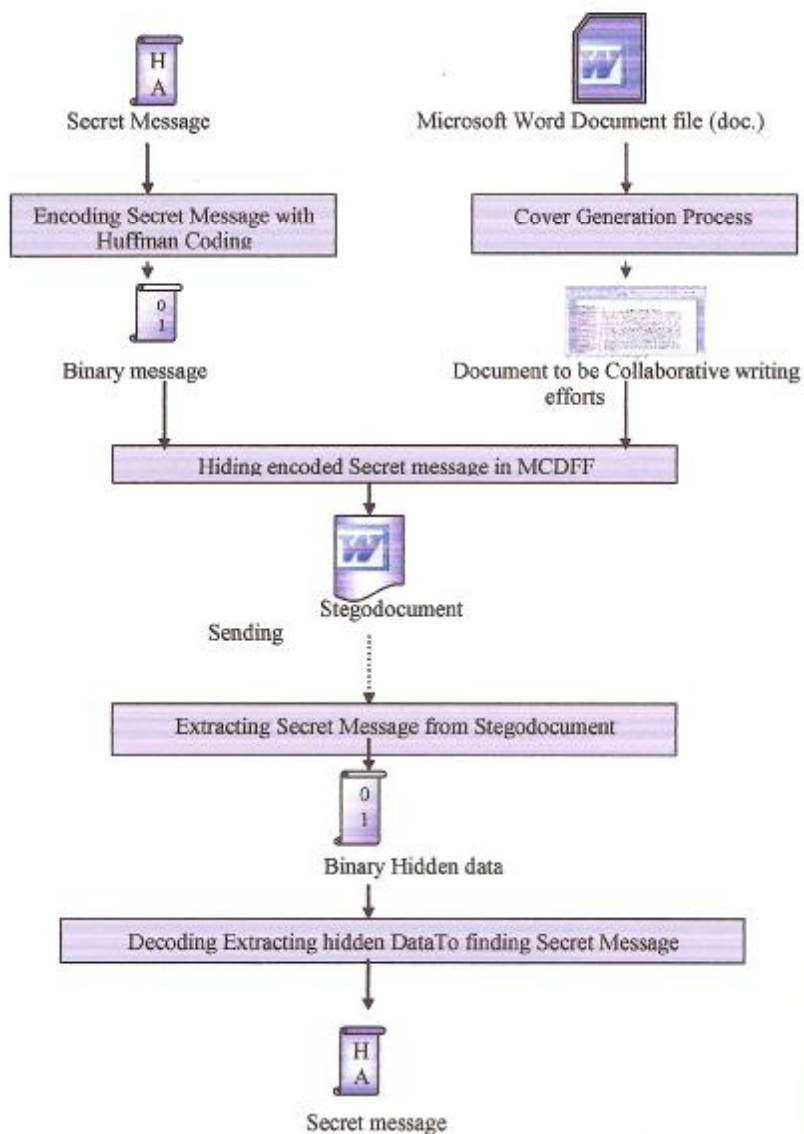 H
A
Secret Message
W
Microsoft Word Document file (doc.)
Encoding Secret Message with
Huffman Coding
Cover Generation Process
0
1
Binary message
Document to be Collaborative writing
efforts
Hiding encoded Secret message in MCDFF
W
Stegodocument
Sending
Extracting Secret Message from Stegodocument
0
1
Binary Hidden data
Decoding Extracting hidden DataTo finding Secret Message
H
A
Secret message